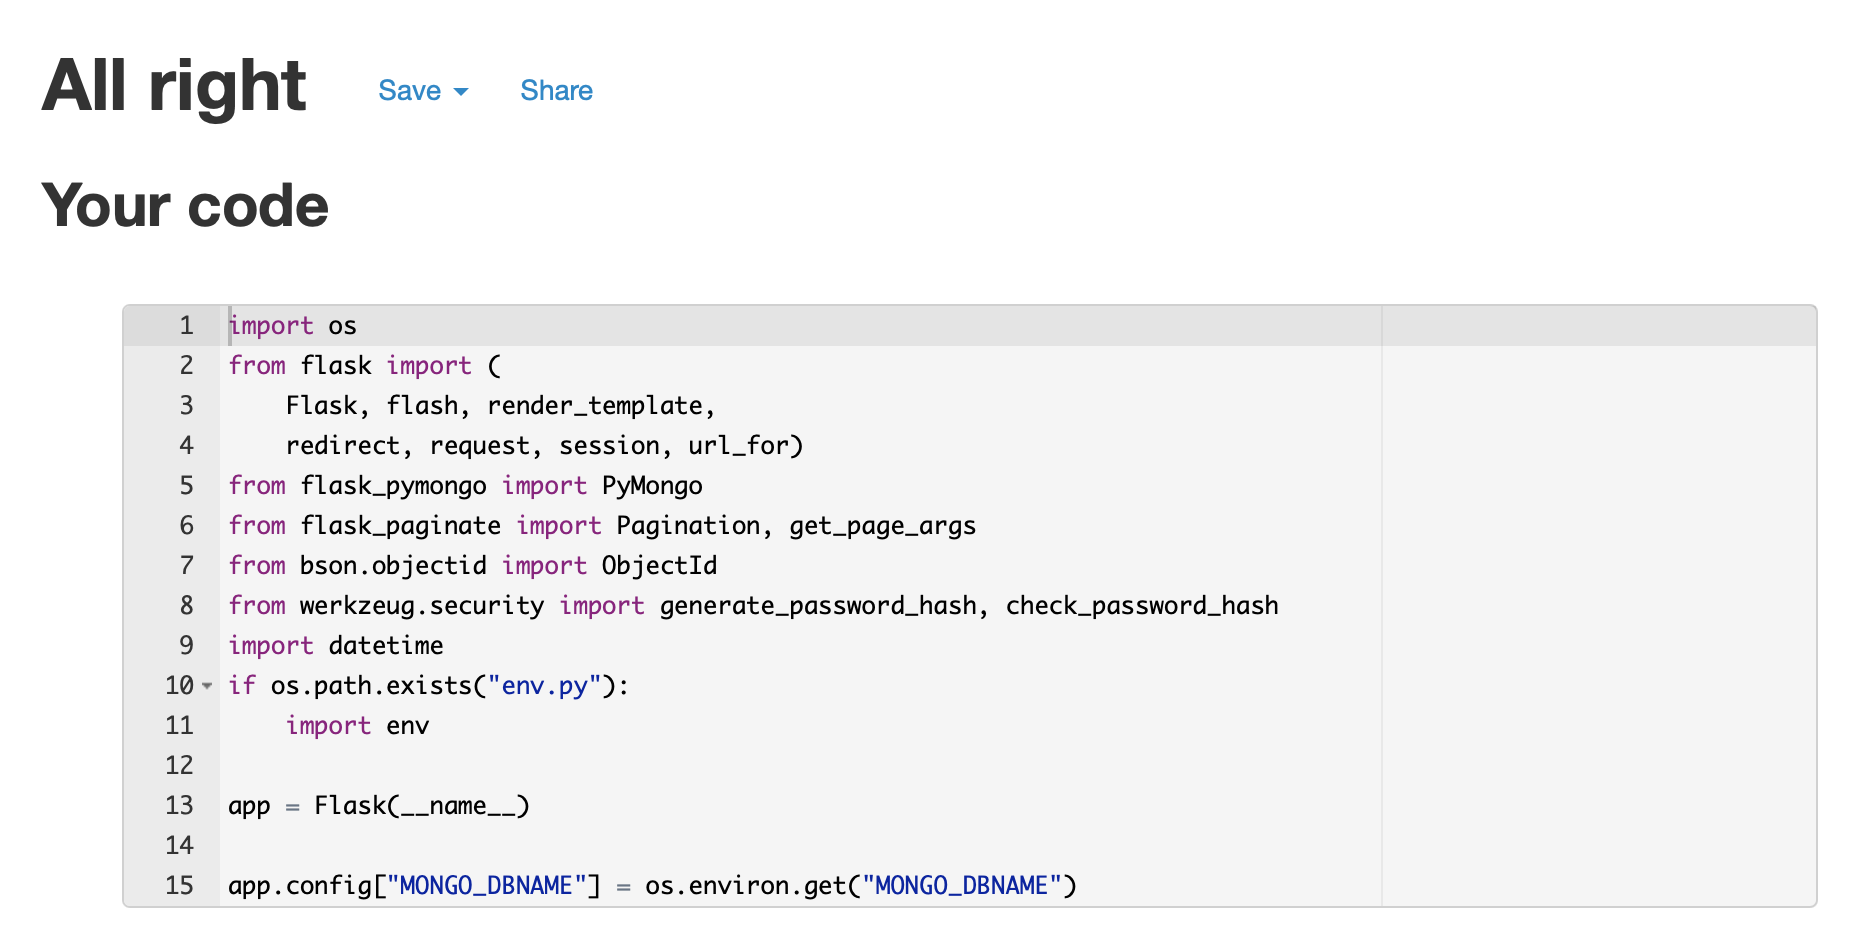 All right
Save
Share
Your code
1 import os
2 from flask import (
3     Flask, flash, render_template,
4     redirect, request, session, url_for)
5 from flask_pymongo import PyMongo
6 from flask_paginate import Pagination, get_page_args
7 from bson.objectid import ObjectId
8 from werkzeug.security import generate_password_hash, check_password_hash
9 import datetime
10 if os.path.exists("env.py"):
11     import env
12
13 app = Flask(__name__)
14
15 app.config["MONGO_DBNAME"] = os.environ.get("MONGO_DBNAME")